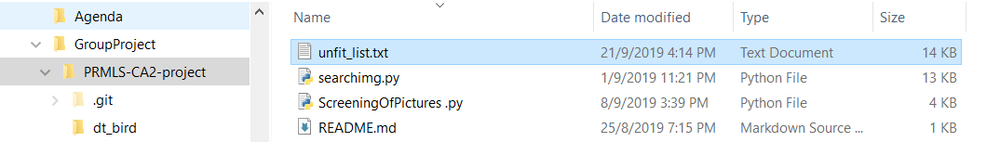 Agenda
GroupProject
PRMLS-CA2-project
.git
dt_bird
Name Date modified Type Size
unfit_list.txt 21/9/2019 4:14 PM Text Document 14 KB
searchimg.py 1/9/2019 11:21 PM Python File 13 KB
ScreeningOfPictures .py 8/9/2019 3:39 PM Python File 4 KB
README.md 25/8/2019 7:15 PM Markdown Source ... 1 KB